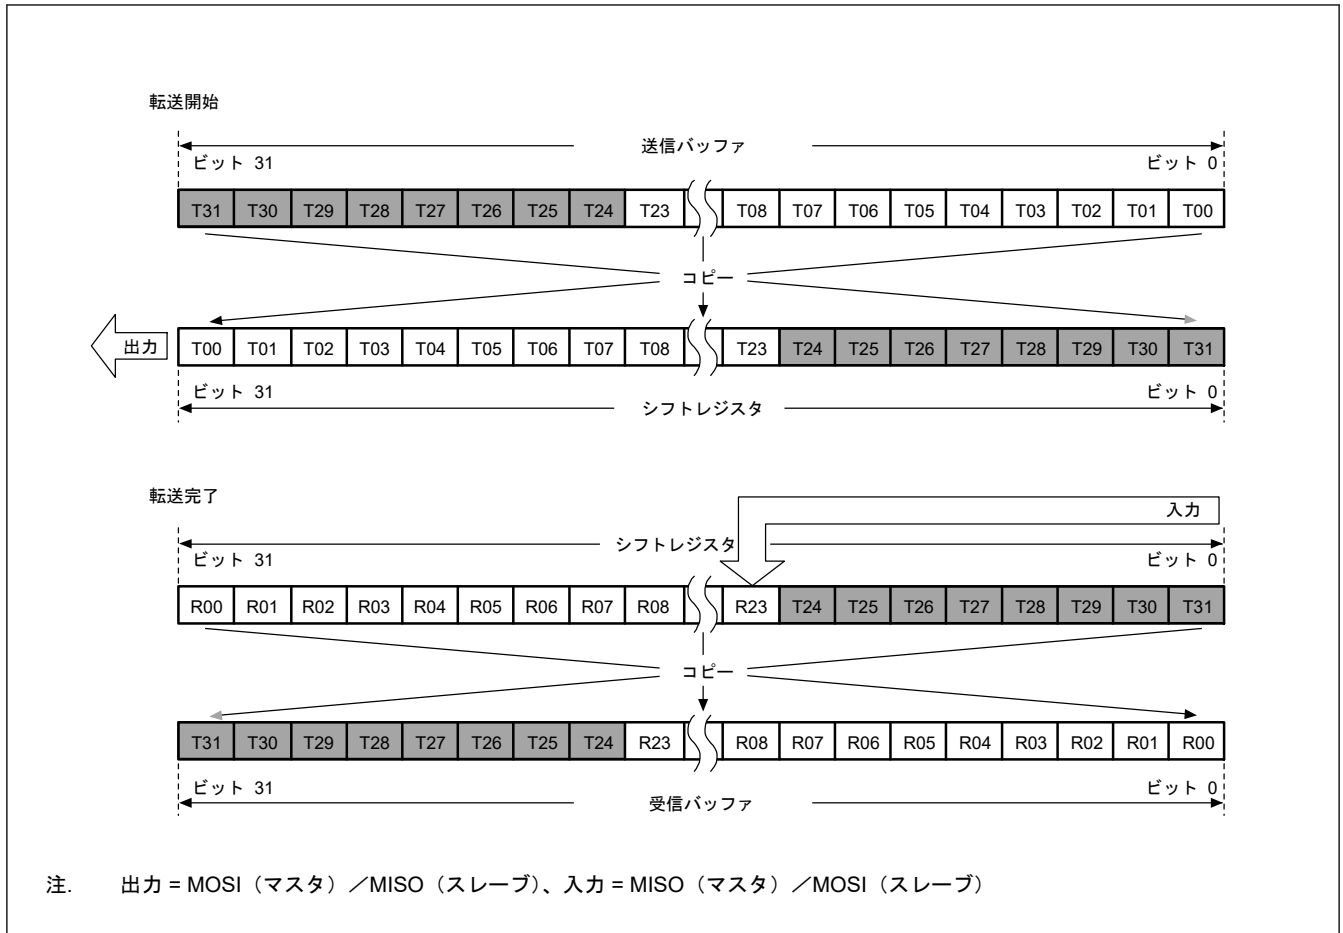 転送開始
送信バッファ
ビット 31 ビット 0
T31 T30 T29 T28 T27 T26 T25 T24 T23 T08 T07 T06 T05 T04 T03 T02 T01 T00
コピー
出力 T00 T01 T02 T03 T04 T05 T06 T07 T08 T23 T24 T25 T26 T27 T28 T29 T30 T31
ビット 31 ビット 0
シフトレジスタ
転送完了
入力
シフトレジスタ
ビット 31 ビット 0
R00 R01 R02 R03 R04 R05 R06 R07 R08 R23 T24 T25 T26 T27 T28 T29 T30 T31
コピー
T31 T30 T29 T28 T27 T26 T25 T24 R23 R08 R07 R06 R05 R04 R03 R02 R01 R00
ビット 31 ビット 0
受信バッファ
注. 出力 = MOSI（マスタ）／MISO（スレーブ）、入力 = MISO（マスタ）／MOSI（スレーブ）